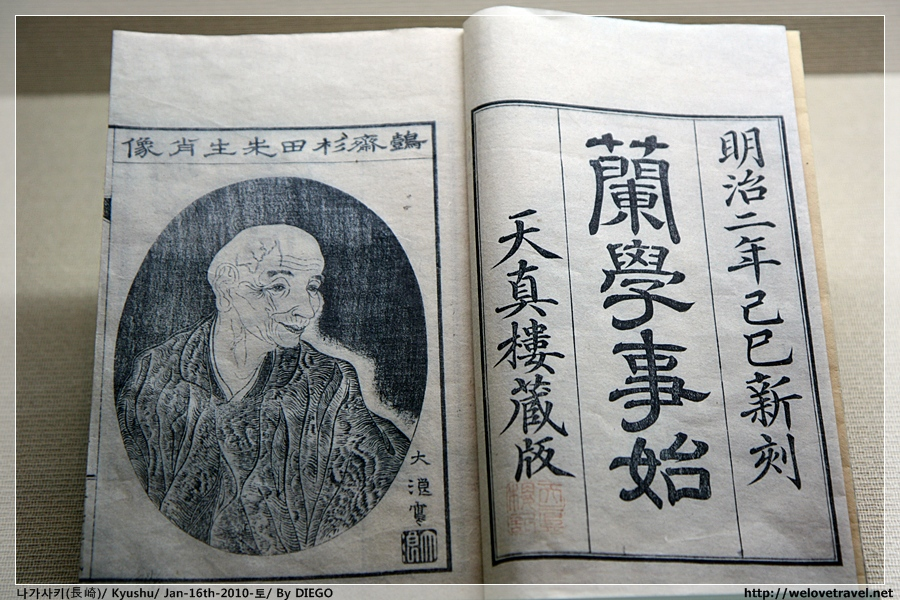 明治二年己巳新刻
蘭學事始
天真樓藏版
鷧齋杉田先生肖像
大浪寫
나가사키(長崎)/ Kyushu/ Jan-16th-2010-토/ By DIEGO
http://welovetravel.net